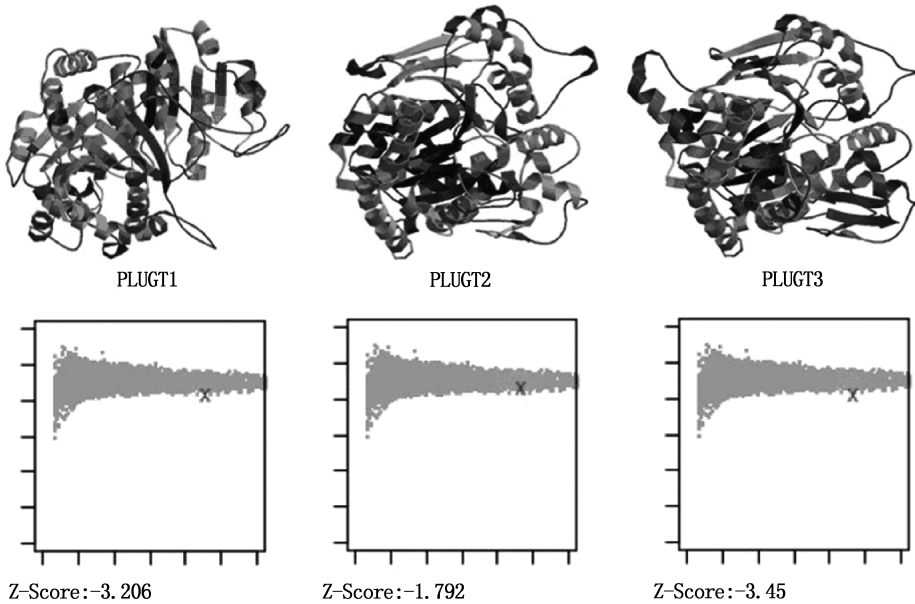 PLUGT1
PLUGT2
PLUGT3
X
X
X
Z-Score:-3.206
Z-Score:-1.792
Z-Score:-3.45